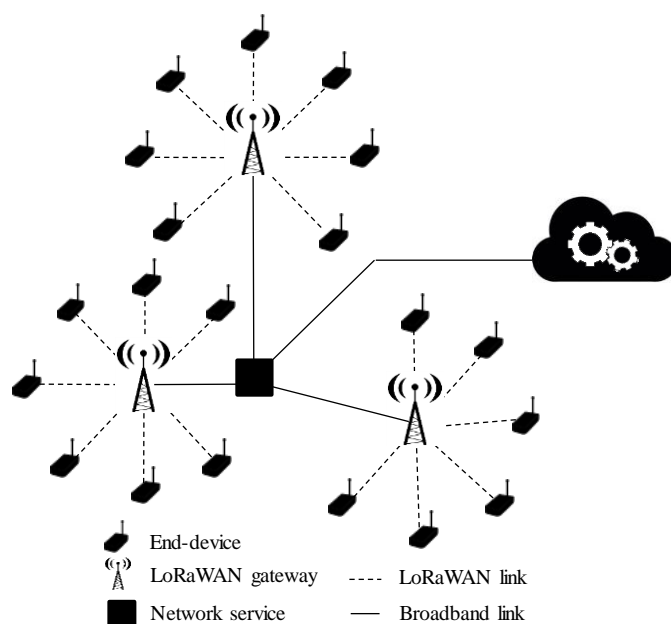 End-device
LoRaWAN gateway
LoRaWAN link
Network service
Broadband link